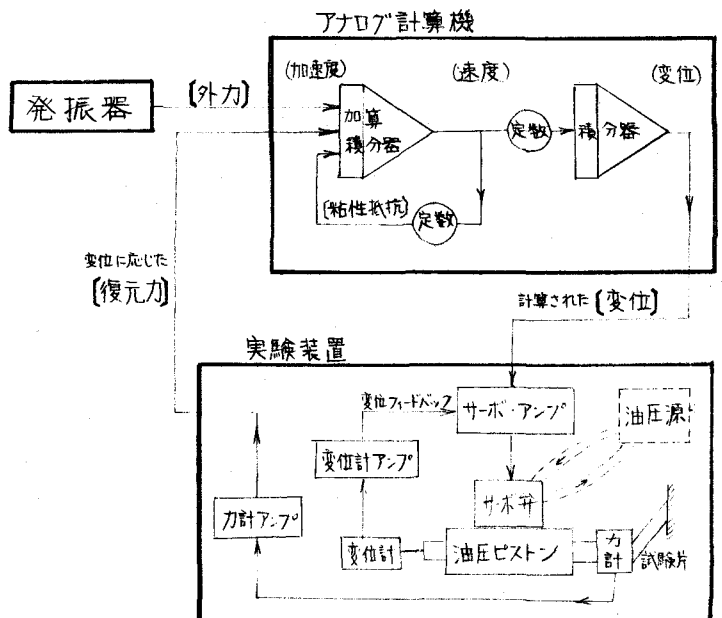 アナログ計算機
(加速度)
(速度)
(変位)
発振器
〔外力〕
加算
積分器
定数
積分器
〔粘性抵抗〕
定数
変位に応じた
〔復元力〕
計算された〔変位〕
実験装置
変位フィードバック
サーボ・アンプ
油圧源
変位計アンプ
サーボ弁
力計アンプ
変位計
油圧ピストン
力計
試験片